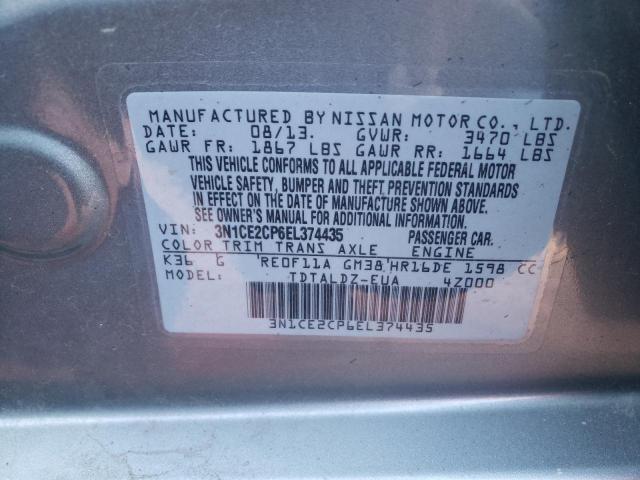 MANUFACTURED BY NISSAN MOTOR CO., LTD.
DATE: 08/13. GVWR: 3470 LBS
GAWR FR: 1867 LBS GAWR RR: 1664 LBS
THIS VEHICLE CONFORMS TO ALL APPLICABLE FEDERAL MOTOR
VEHICLE SAFETY, BUMPER AND THEFT PREVENTION STANDARDS
IN EFFECT ON THE DATE OF MANUFACTURE SHOWN ABOVE.
SEE OWNER'S MANUAL FOR ADDITIONAL INFORMATION.
VIN: 3N1CE2CP6EL374435 PASSENGER CAR.
COLOR TRIM TRANS AXLE ENGINE
K36 G RE0F11A GM38 HR16DE 1598 CC
TDTALDZ-EUA 4Z000
3N1CE2CP6EL374435